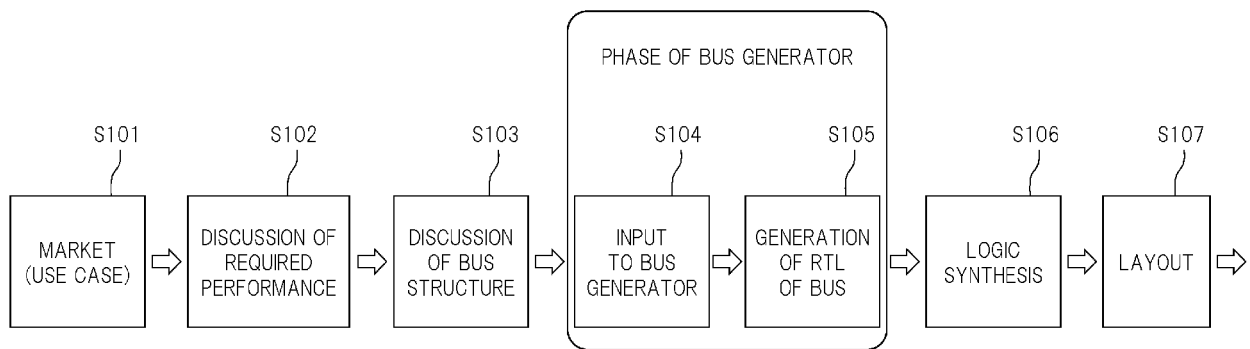 PHASE OF BUS GENERATOR
S101
S102
S103
S104
S105
S106
S107
MARKET
(USE CASE)
DISCUSSION OF
REQUIRED
PERFORMANCE
DISCUSSION
OF BUS
STRUCTURE
INPUT
TO BUS
GENERATOR
GENERATION
OF RTL
OF BUS
LOGIC
SYNTHESIS
LAYOUT